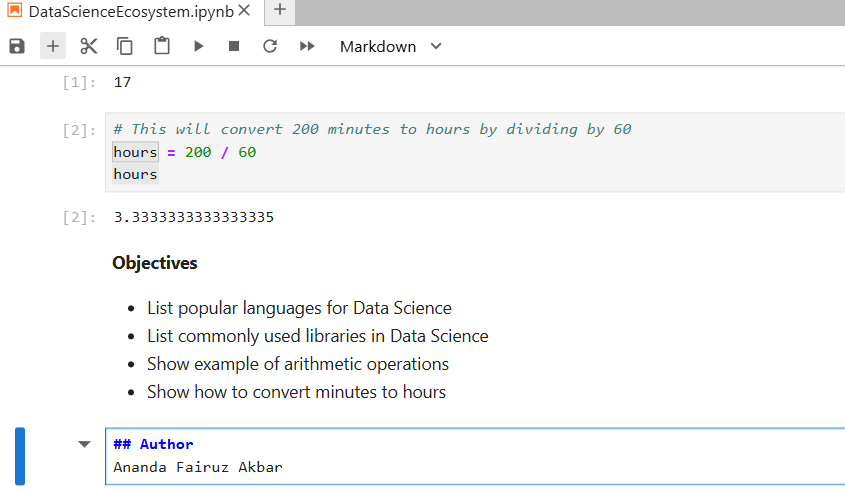 DataScienceEcosystem.ipynb
Markdown
[1]: 17
[2]: # This will convert 200 minutes to hours by dividing by 60
hours = 200 / 60
hours
[2]: 3.3333333333333335
Objectives
• List popular languages for Data Science
• List commonly used libraries in Data Science
• Show example of arithmetic operations
• Show how to convert minutes to hours
## Author
Ananda Fairuz Akbar